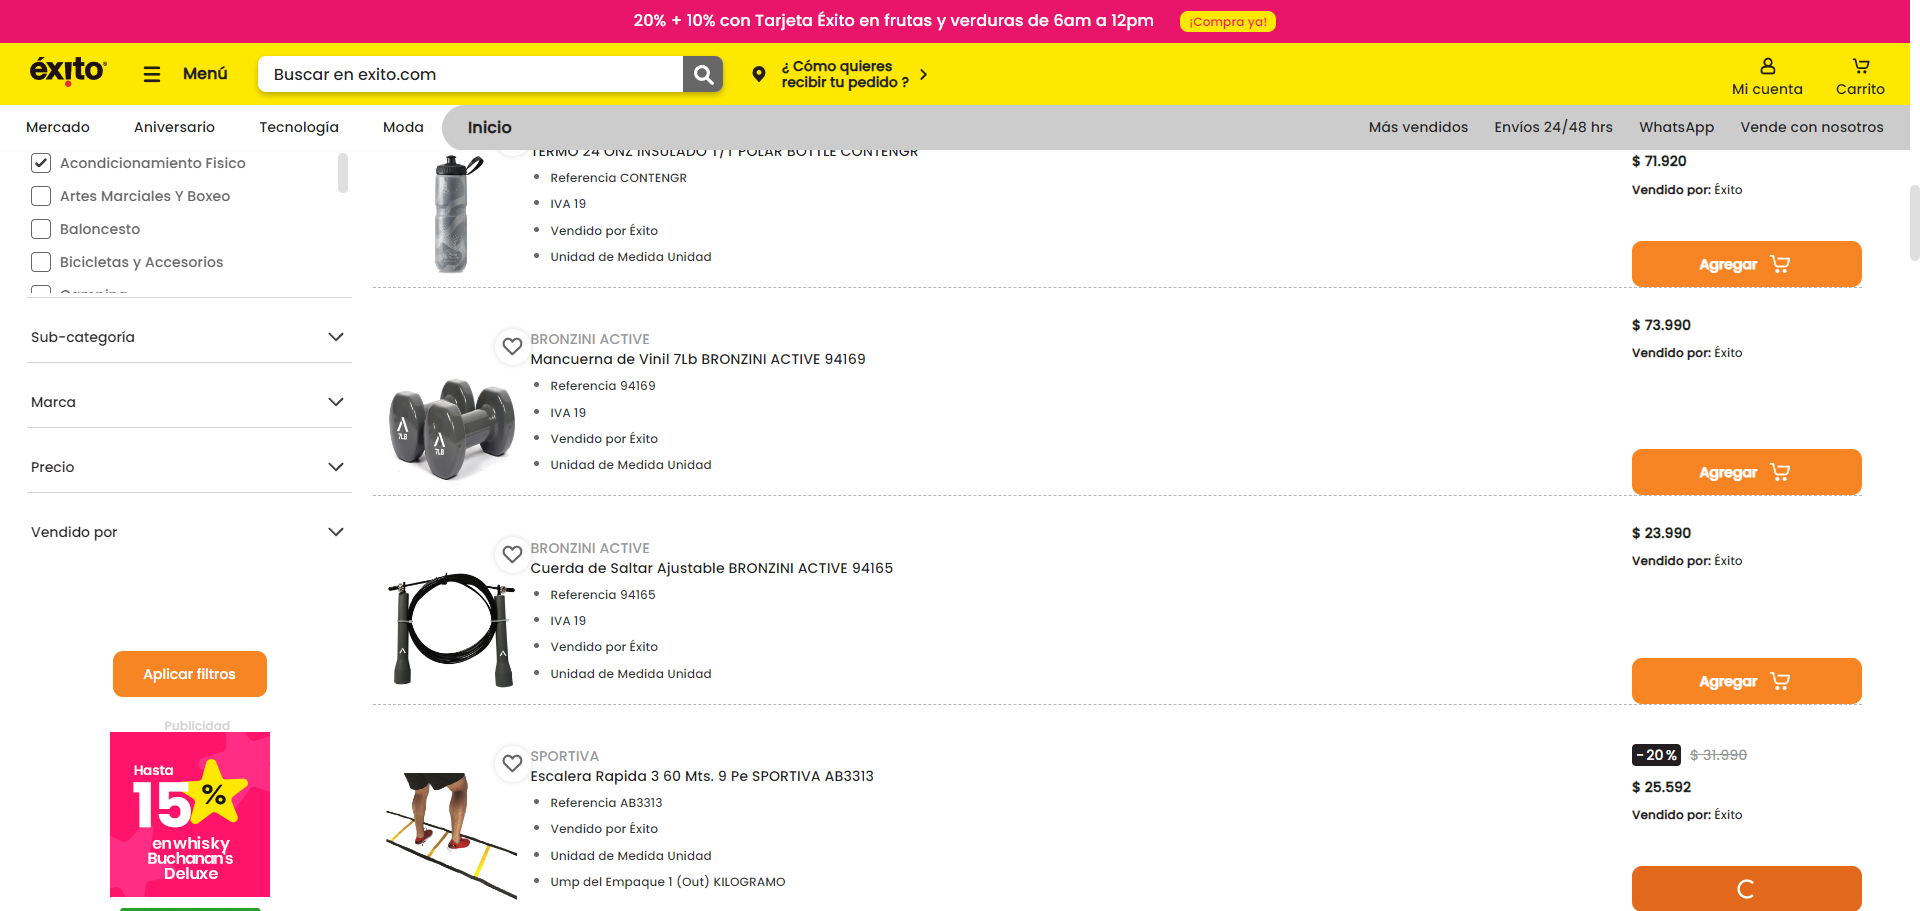 20% + 10% con Tarjeta Éxito en frutas y verduras de 6am a 12pm
¡Compra ya!
éxito
Menú
Buscar en exito.com
¿ Cómo quieres
recibir tu pedido ?
Mi cuenta
Carrito
Mercado
Aniversario
Tecnología
Moda
Inicio
Más vendidos
Envíos 24/48 hrs
WhatsApp
Vende con nosotros
Acondicionamiento Fisico
Artes Marciales Y Boxeo
Baloncesto
Bicicletas y Accesorios
Camping
Sub-categoría
Marca
Precio
Vendido por
Aplicar filtros
Publicidad
Hasta
15%
en whisky
Buchanan's
Deluxe
TERMO 24 ONZ INSULADO 1/1 POLAR BOTTLE CONTENGR
Referencia CONTENGR
IVA 19
Vendido por Éxito
Unidad de Medida Unidad
$ 71.920
Vendido por: Éxito
Agregar
BRONZINI ACTIVE
Mancuerna de Vinil 7Lb BRONZINI ACTIVE 94169
Referencia 94169
IVA 19
Vendido por Éxito
Unidad de Medida Unidad
7LB
7LB
$ 73.990
Vendido por: Éxito
Agregar
BRONZINI ACTIVE
Cuerda de Saltar Ajustable BRONZINI ACTIVE 94165
Referencia 94165
IVA 19
Vendido por Éxito
Unidad de Medida Unidad
$ 23.990
Vendido por: Éxito
Agregar
SPORTIVA
Escalera Rapida 3 60 Mts. 9 Pe SPORTIVA AB3313
Referencia AB3313
Vendido por Éxito
Unidad de Medida Unidad
Ump del Empaque 1 (Out) KILOGRAMO
-20% $ 31.990
$ 25.592
Vendido por: Éxito